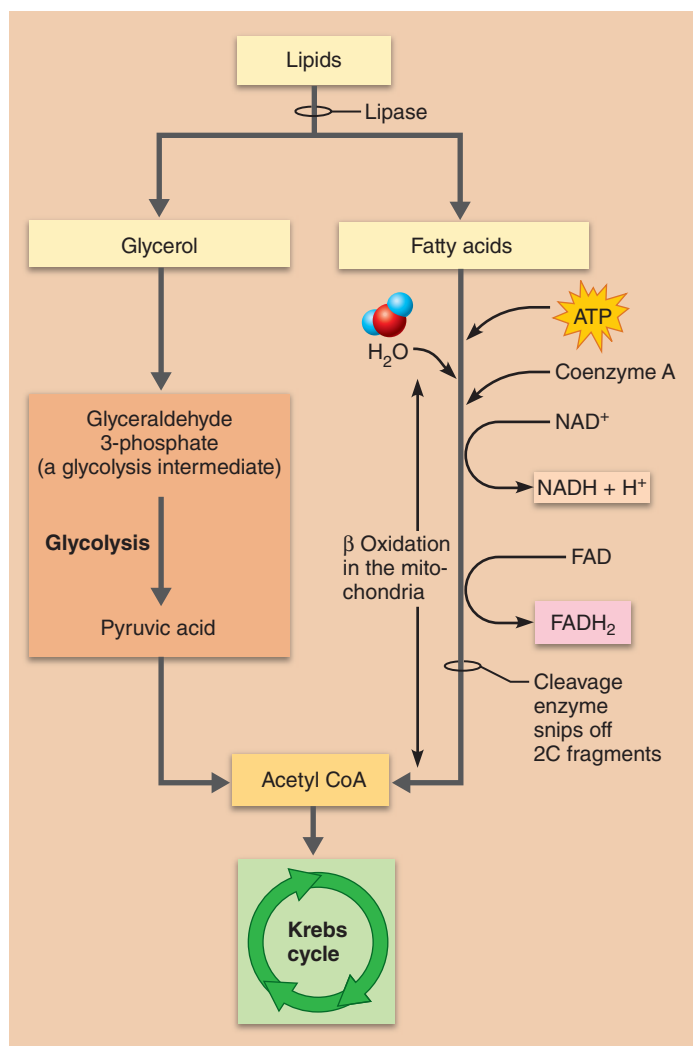 Lipids
Lipase
Glycerol
Fatty acids
ATP
H₂O
Coenzyme A
Glyceraldehyde
3-phosphate
(a glycolysis intermediate)
NAD⁺
NADH + H⁺
Glycolysis
β Oxidation
in the mito-
chondria
FAD
FADH₂
Pyruvic acid
Cleavage
enzyme
snips off
2C fragments
Acetyl CoA
Krebs
cycle